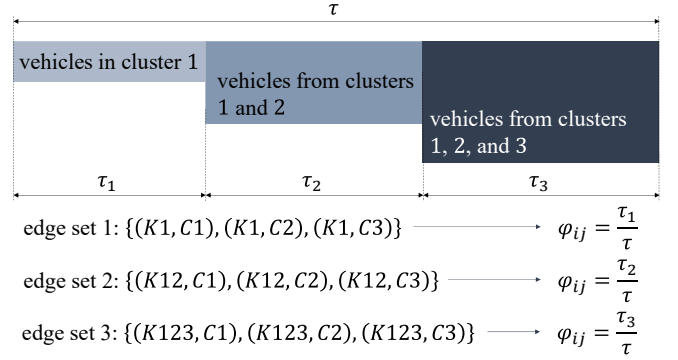 τ
vehicles in cluster 1
vehicles from clusters
1 and 2
vehicles from clusters
1, 2, and 3
τ₁ τ₂ τ₃
edge set 1: {(K1, C1), (K1, C2), (K1, C3)} φᵢⱼ = τ₁/τ
edge set 2: {(K12, C1), (K12, C2), (K12, C3)} φᵢⱼ = τ₂/τ
edge set 3: {(K123, C1), (K123, C2), (K123, C3)} φᵢⱼ = τ₃/τ